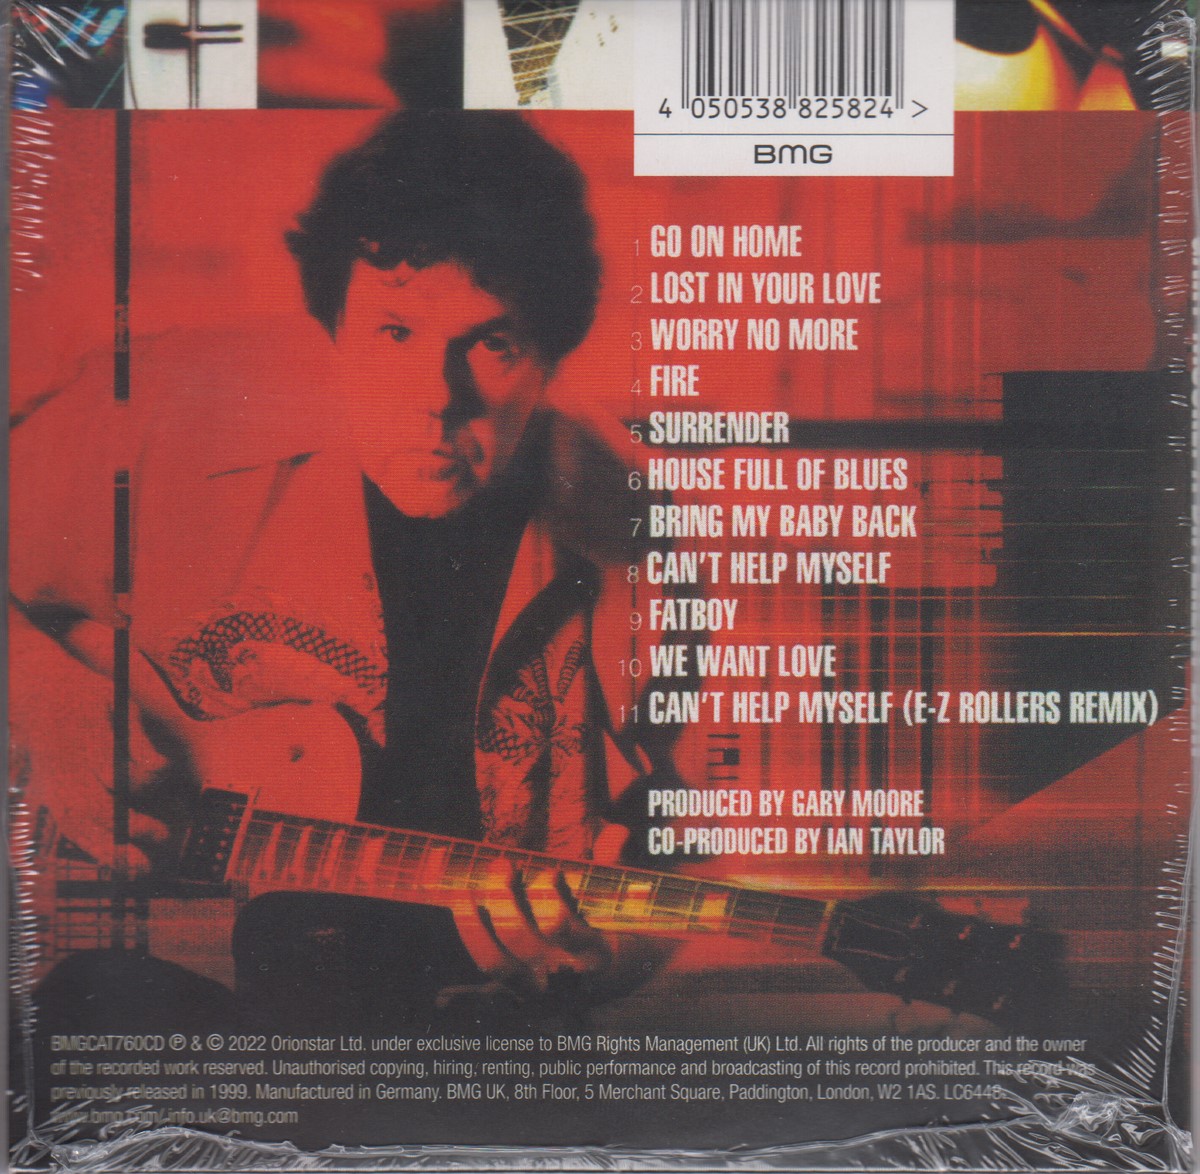 4 050538 825824 >
BMG
1 GO ON HOME
2 LOST IN YOUR LOVE
3 WORRY NO MORE
4 FIRE
5 SURRENDER
6 HOUSE FULL OF BLUES
7 BRING MY BABY BACK
8 CAN'T HELP MYSELF
9 FATBOY
10 WE WANT LOVE
11 CAN'T HELP MYSELF (E-Z ROLLERS REMIX)
PRODUCED BY GARY MOORE
CO-PRODUCED BY IAN TAYLOR
BMGCAT760CD ℗ & © 2022 Orionstar Ltd. under exclusive license to BMG Rights Management (UK) Ltd. All rights of the producer and the owner
of the recorded work reserved. Unauthorised copying, hiring, renting, public performance and broadcasting of this record prohibited. This record was
previously released in 1999. Manufactured in Germany. BMG UK, 8th Floor, 5 Merchant Square, Paddington, London, W2 1AS. LC6448.
www.bmg.com/ info.uk@bmg.com